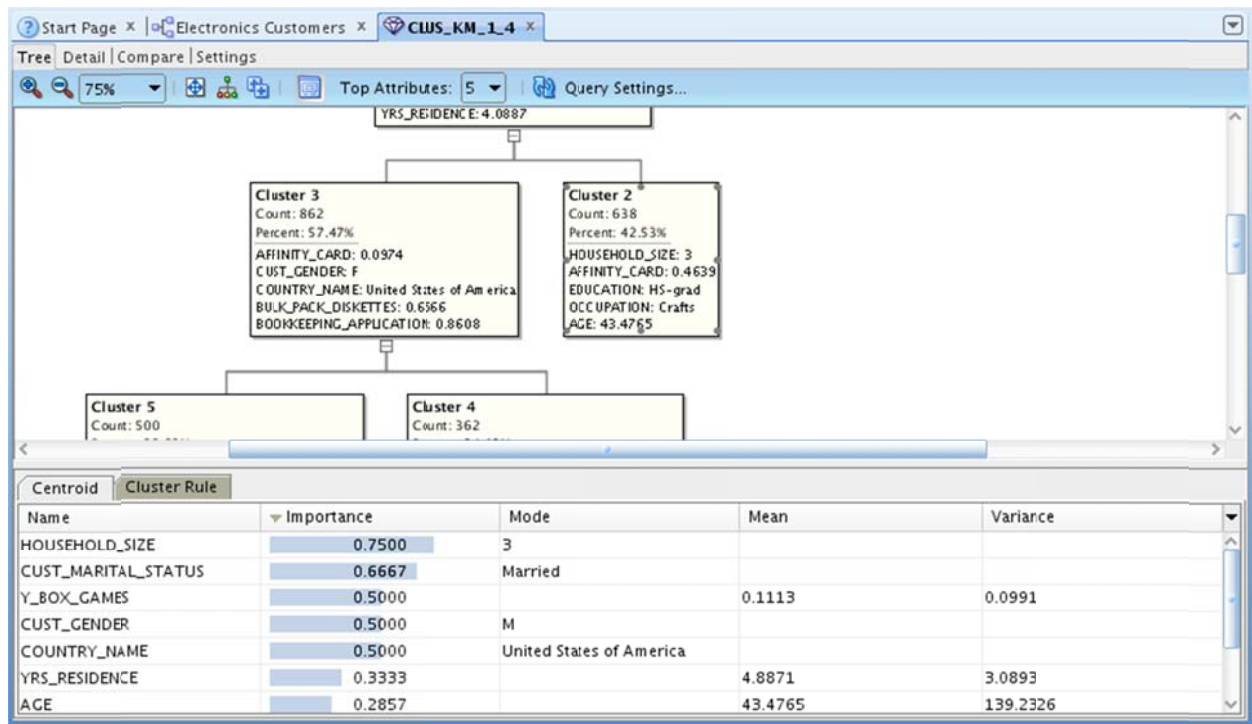 Start Page x Electronics Customers x CLUS_KM_1_4 x
Tree Detail Compare Settings
75% Top Attributes: 5 Query Settings...
YRS_RESIDENCE: 4.0887
Cluster 3
Count: 862
Percent: 57.47%
AFFINITY_CARD: 0.0974
CUST_GENDER: F
COUNTRY_NAME: United States of America
BULK_PACK_DISKETTES: 0.6566
BOOKKEEPING_APPLICATION: 0.8608
Cluster 2
Count: 638
Percent: 42.53%
HOUSEHOLD_SIZE: 3
AFFINITY_CARD: 0.4639
EDUCATION: HS-grad
OCCUPATION: Crafts
AGE: 43.4765
Cluster 5
Count: 500
Cluster 4
Count: 362
Centroid Cluster Rule
Name Importance Mode Mean Variance
HOUSEHOLD_SIZE 0.7500 3
CUST_MARITAL_STATUS 0.6667 Married
Y_BOX_GAMES 0.5000 0.1113 0.0991
CUST_GENDER 0.5000 M
COUNTRY_NAME 0.5000 United States of America
YRS_RESIDENCE 0.3333 4.8871 3.0893
AGE 0.2857 43.4765 139.2326